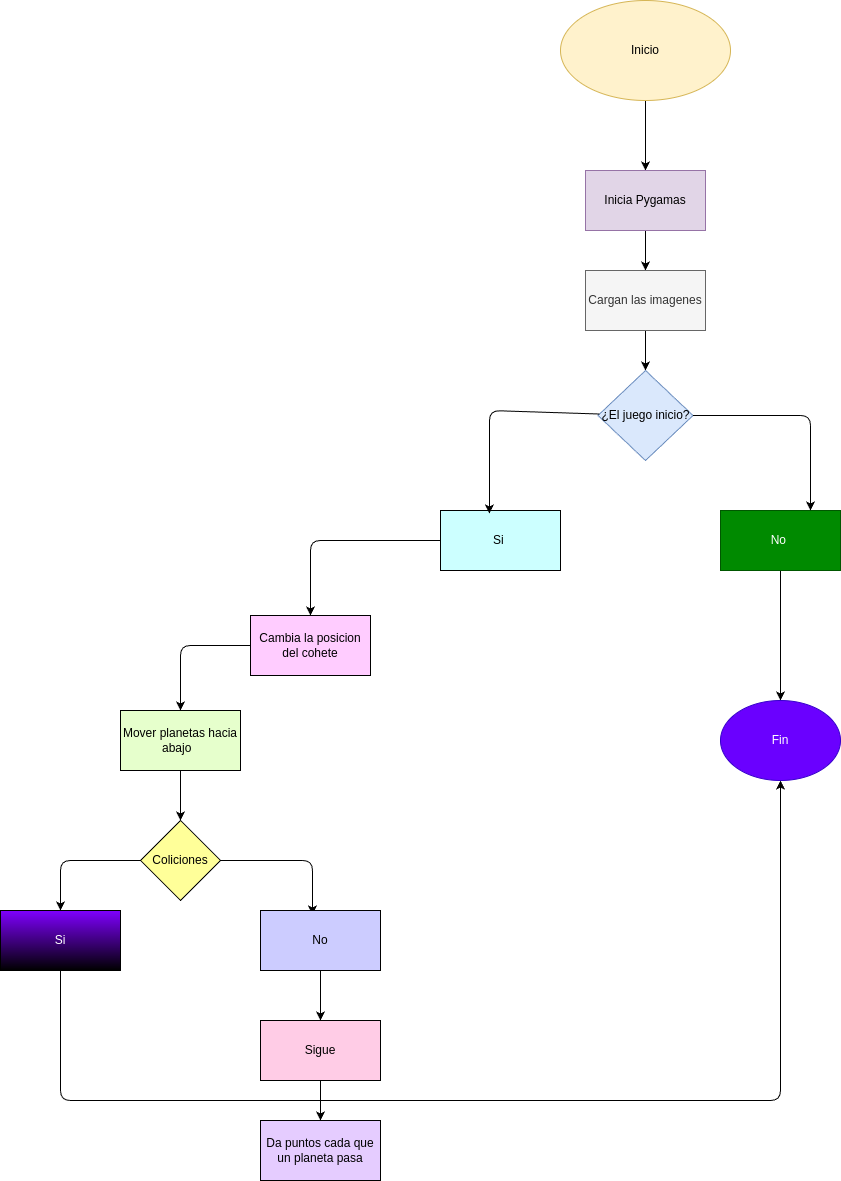 Inicio
Inicia Pygamas
Cargan las imagenes
¿El juego inicio?
Si
No
Cambia la posicion
del cohete
Mover planetas hacia
abajo
Fin
Coliciones
Si
No
Sigue
Da puntos cada que
un planeta pasa